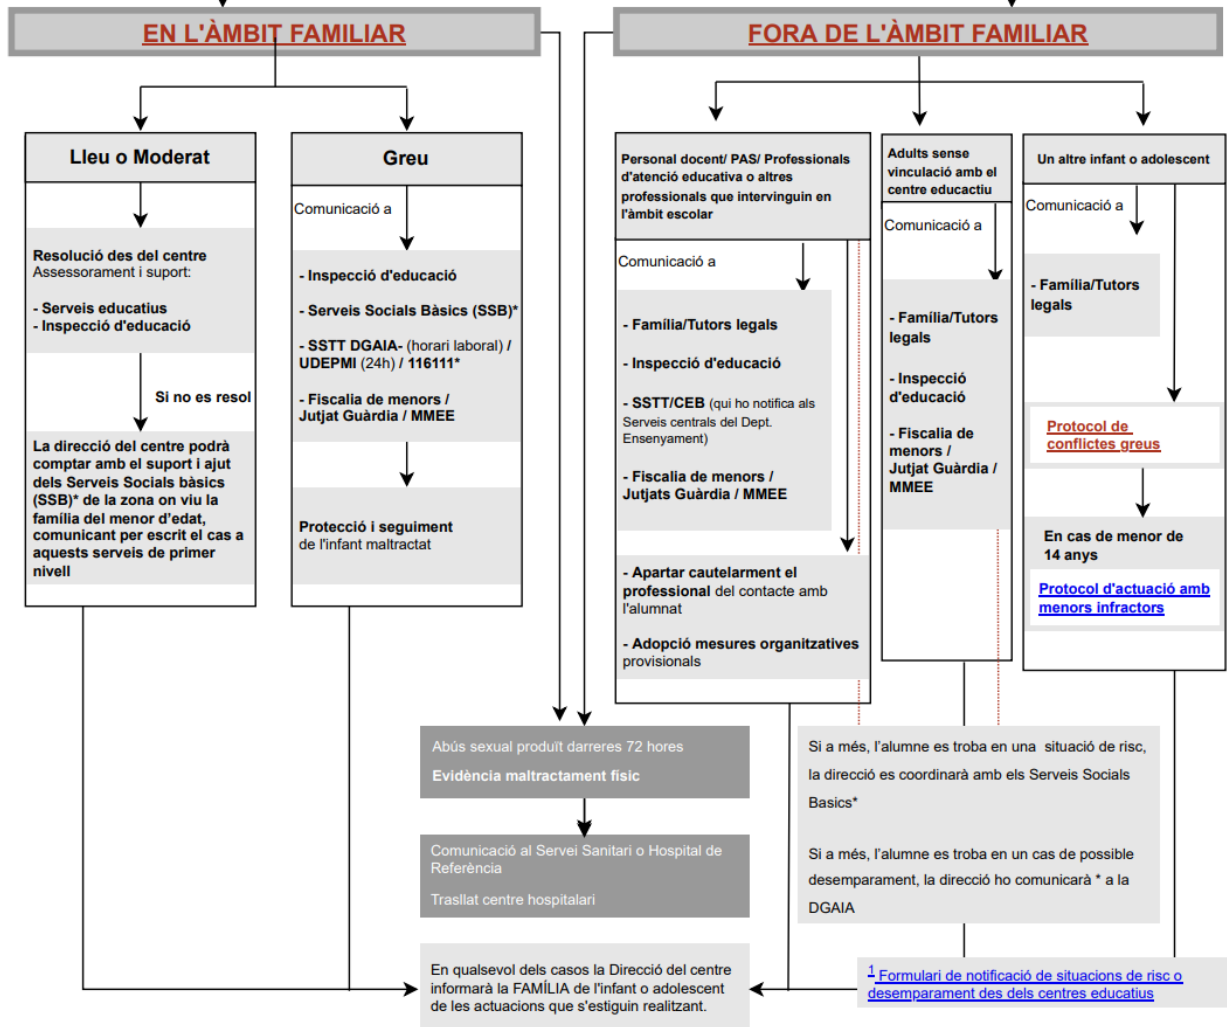 EN L'ÀMBIT FAMILIAR
FORA DE L'ÀMBIT FAMILIAR
Lleu o Moderat
Resolució des del centre
Assessorament i suport:
- Serveis educatius
- Inspecció d'educació
Si no es resol
La direcció del centre podrà
comptar amb el suport i ajut
dels Serveis Socials bàsics
(SSB)* de la zona on viu la
família del menor d'edat,
comunicant per escrit el cas a
aquests serveis de primer
nivell
Greu
Comunicació a
- Inspecció d'educació
- Serveis Socials Bàsics (SSB)*
- SSTT DGAIA- (horari laboral) /
UDEPMI (24h) / 116111*
- Fiscalia de menors /
Jutjat Guàrdia / MMEE
Protecció i seguiment
de l'infant maltractat
Personal docent/ PAS/ Professionals
d'atenció educativa o altres
professionals que intervinguin en
l'àmbit escolar
Comunicació a
- Família/Tutors legals
- Inspecció d'educació
- SSTT/CEB (qui ho notifica als
Serveis centrals del Dept.
Ensenyament)
- Fiscalia de menors /
Jutjats Guàrdia / MMEE
- Apartar cautelarment el
professional del contacte amb
l'alumnat
- Adopció mesures organitzatives
provisionals
Adults sense
vinculació amb el
centre educactiu
Comunicació a
- Família/Tutors
legals
- Inspecció
d'educació
- Fiscalia de
menors /
Jutjat Guàrdia /
MMEE
Un altre infant o adolescent
Comunicació a
- Família/Tutors
legals
Protocol de
conflictes greus
En cas de menor de
14 anys
Protocol d'actuació amb
menors infractors
Abús sexual produït darreres 72 hores
Evidència maltractament físic
Comunicació al Servei Sanitari o Hospital de
Referència
Trasllat centre hospitalari
Si a més, l'alumne es troba en una situació de risc,
la direcció es coordinarà amb els Serveis Socials
Basics*
Si a més, l'alumne es troba en un cas de possible
desemparament, la direcció ho comunicarà * a la
DGAIA
En qualsevol dels casos la Direcció del centre
informarà la FAMÍLIA de l'infant o adolescent
de les actuacions que s'estiguin realitzant.
1 Formulari de notificació de situacions de risc o
desemparament des dels centres educatius